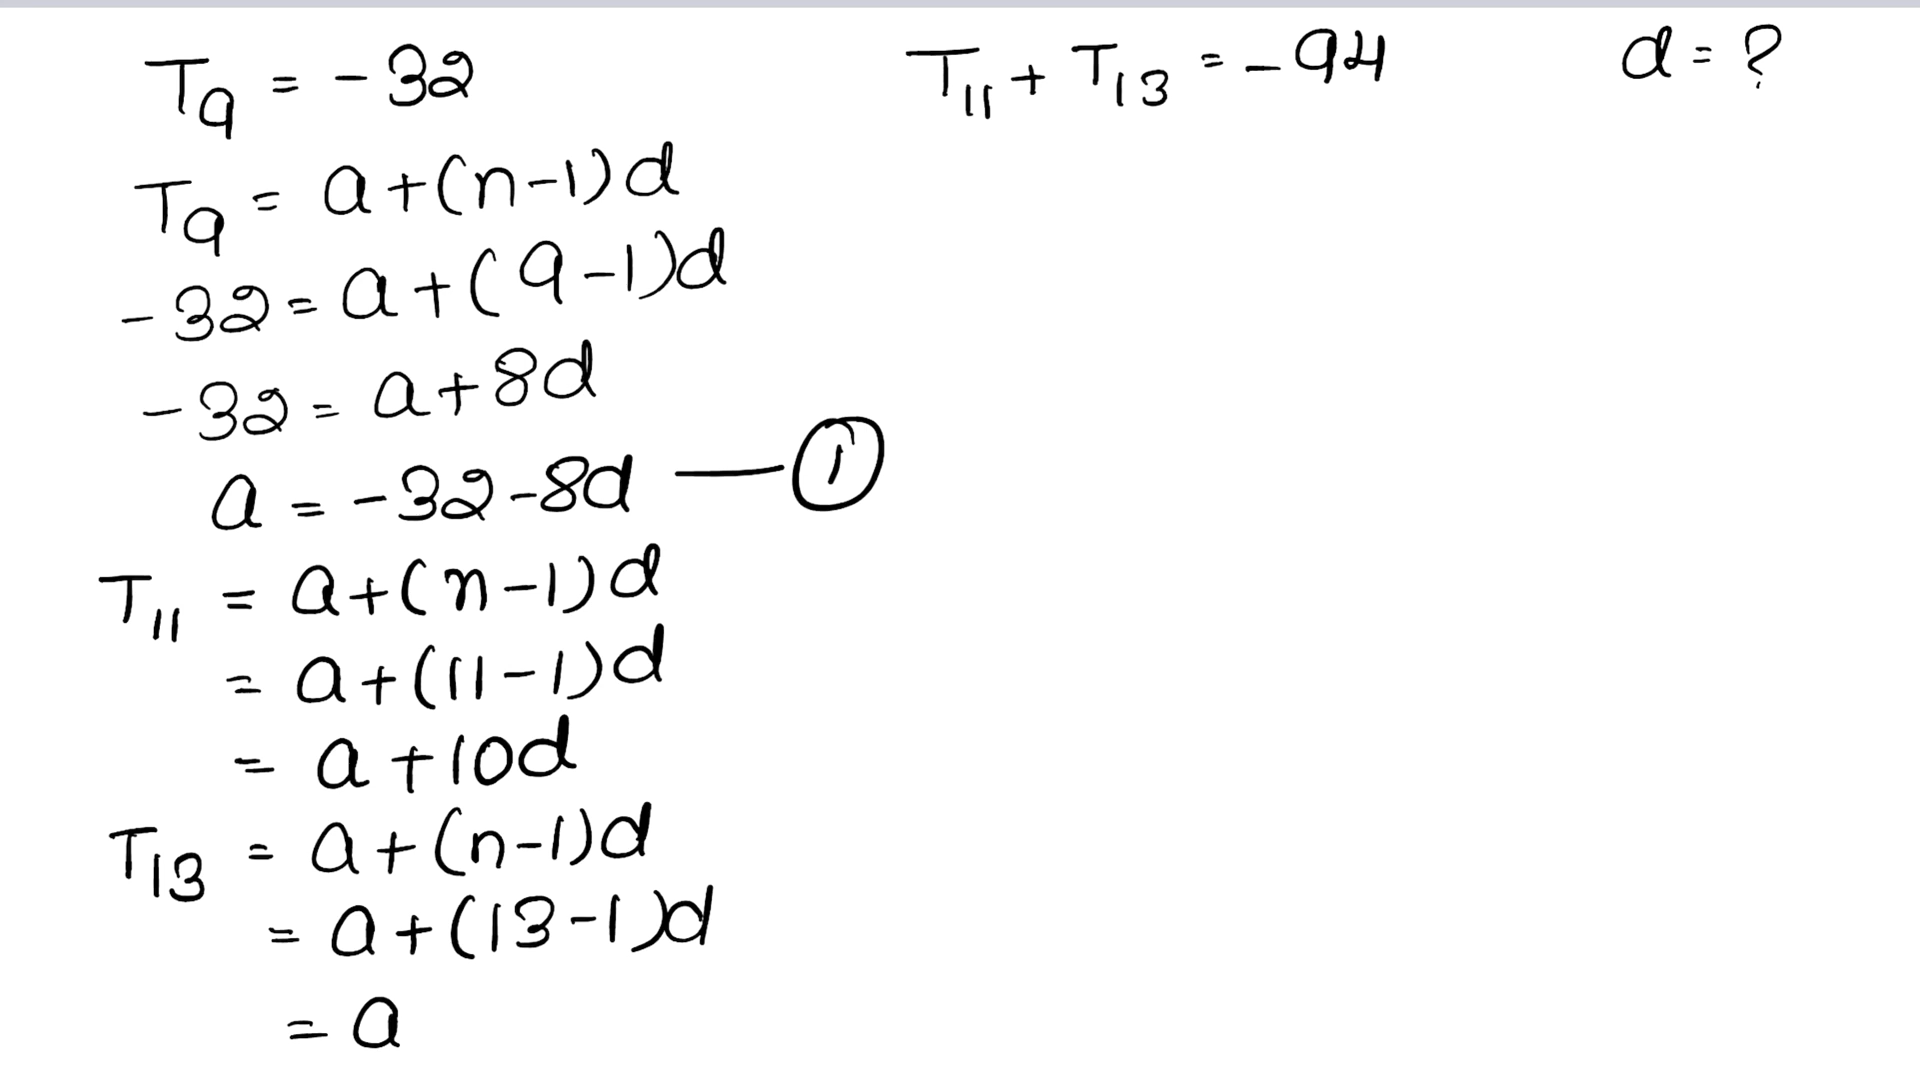 T₉ = -32
T₁₁ + T₁₃ = -94
d = ?
T₉ = a+(n-1)d
-32 = a+(9-1)d
-32 = a+8d
a = -32-8d — ①
T₁₁ = a+(n-1)d
= a+(11-1)d
= a+10d
T₁₃ = a+(n-1)d
= a+(13-1)d
= a